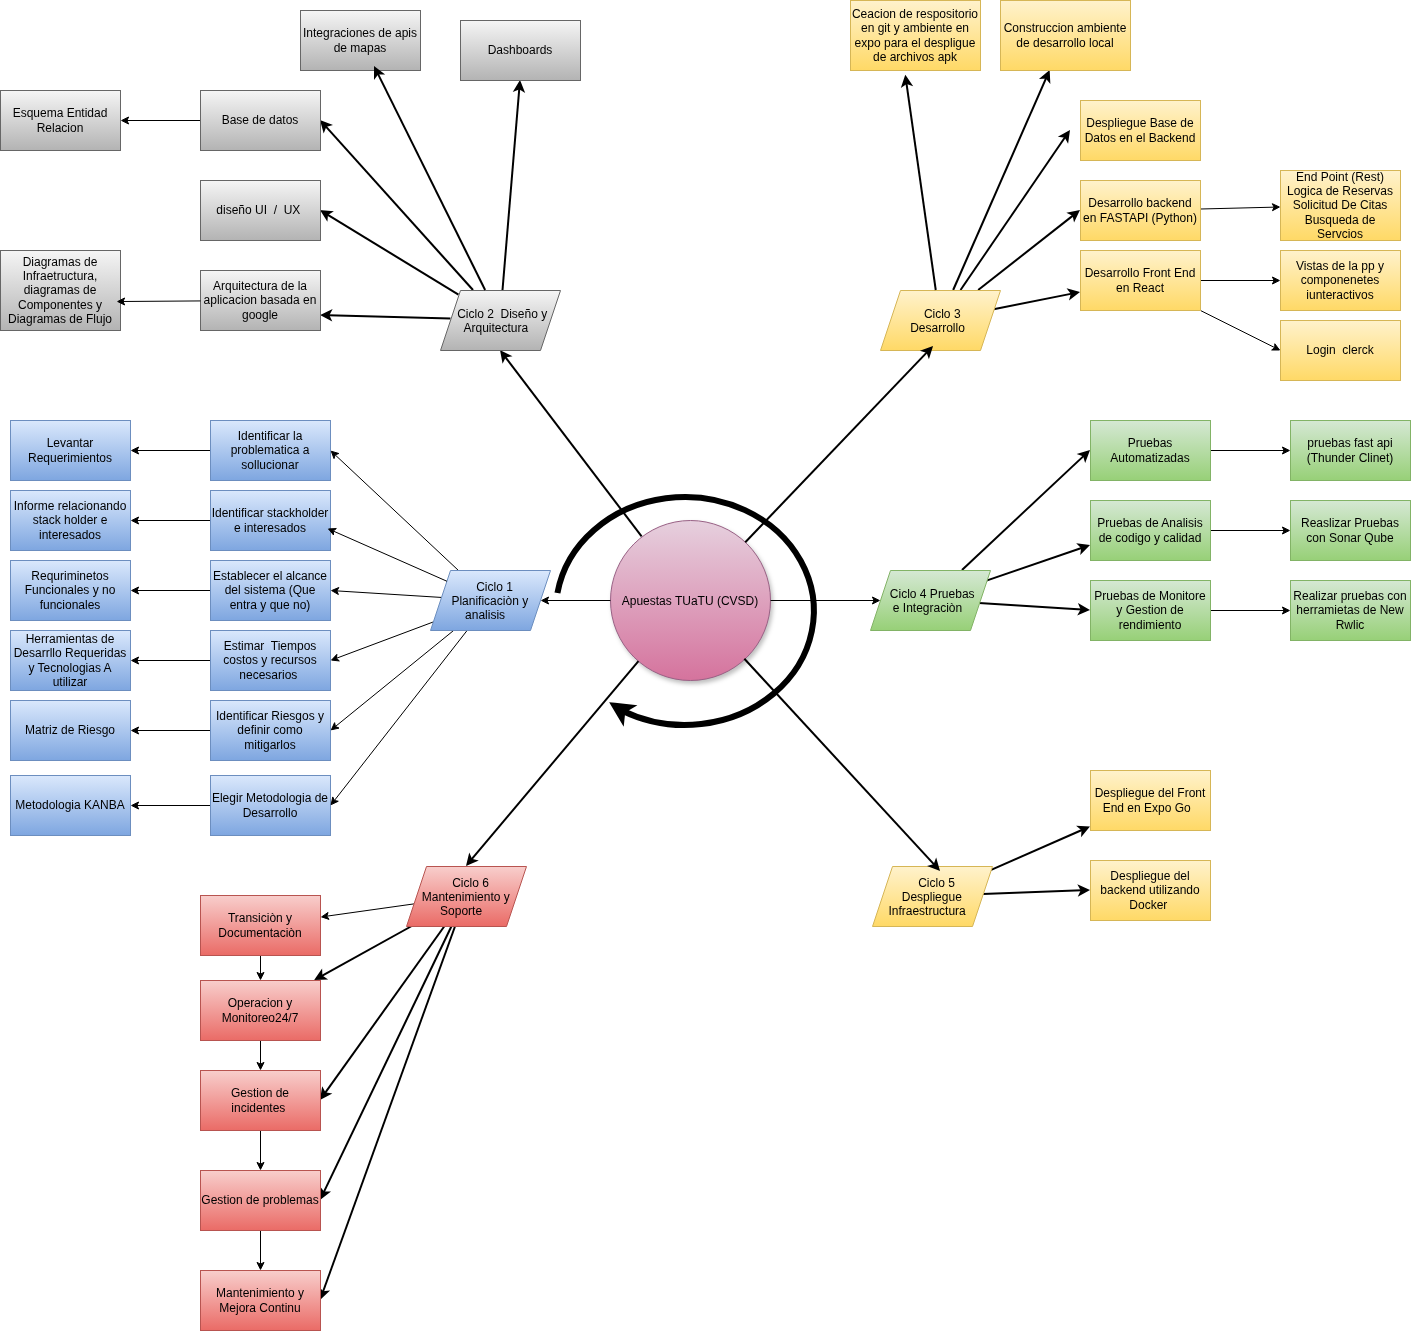 Integraciones de apis
de mapas
Dashboards
Esquema Entidad
Relacion
Base de datos
diseño UI  /  UX
Diagramas de
Infraetructura,
diagramas de
Componentes y
Diagramas de Flujo
Arquitectura de la
aplicacion basada en
google
Ciclo 2  Diseño y
Arquitectura
Ceacion de respositorio
en git y ambiente en
expo para el despligue
de archivos apk
Construccion ambiente
de desarrollo local
Despliegue Base de
Datos en el Backend
Desarrollo backend
en FASTAPI (Python)
End Point (Rest)
Logica de Reservas
Solicitud De Citas
Busqueda de
Servcios
Desarrollo Front End
en React
Vistas de la pp y
componenetes
iunteractivos
Login  clerck
Ciclo 3
Desarrollo
Levantar
Requerimientos
Identificar la
problematica a
sollucionar
Informe relacionando
stack holder e
interesados
Identificar stackholder
e interesados
Requriminetos
Funcionales y no
funcionales
Establecer el alcance
del sistema (Que
entra y que no)
Herramientas de
Desarrllo Requeridas
y Tecnologias A
utilizar
Estimar  Tiempos
costos y recursos
necesarios
Matriz de Riesgo
Identificar Riesgos y
definir como
mitigarlos
Metodologia KANBA
Elegir Metodologia de
Desarrollo
Ciclo 1
Planificaciòn y
analisis
Apuestas TUaTU (CVSD)
Ciclo 4 Pruebas
e Integraciòn
Pruebas
Automatizadas
pruebas fast api
(Thunder Clinet)
Pruebas de Analisis
de codigo y calidad
Reaslizar Pruebas
con Sonar Qube
Pruebas de Monitore
y Gestion de
rendimiento
Realizar pruebas con
herramietas de New
Rwlic
Despliegue del Front
End en Expo Go
Despliegue del
backend utilizando
Docker
Ciclo 5
Despliegue
Infraestructura
Ciclo 6
Mantenimiento y
Soporte
Transiciòn y
Documentaciòn
Operacion y
Monitoreo24/7
Gestion de
incidentes
Gestion de problemas
Mantenimiento y
Mejora Continu